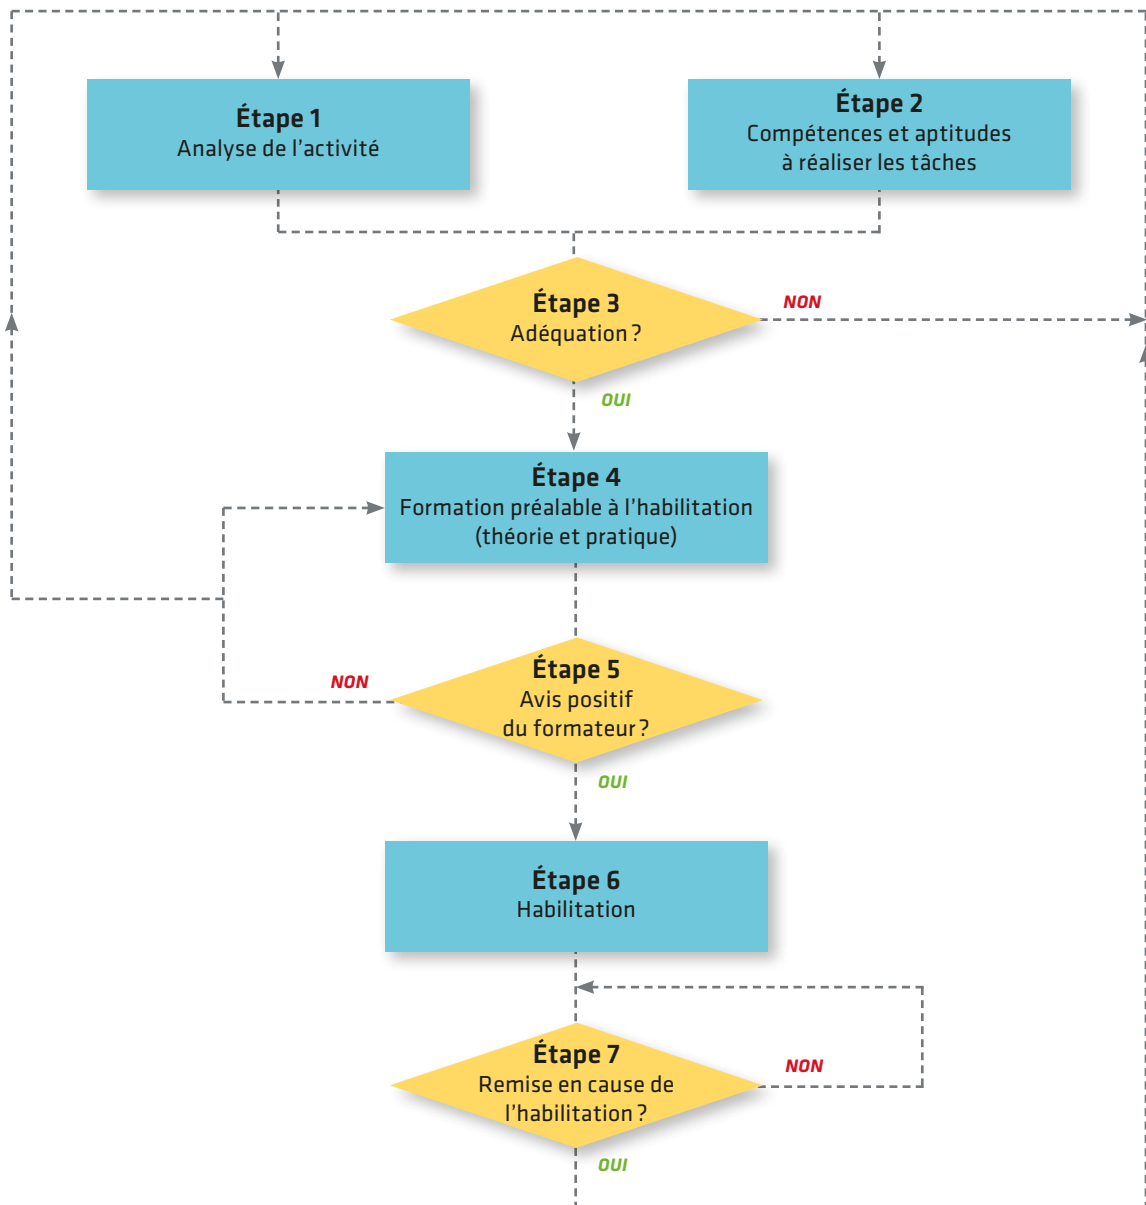 Étape 1
Analyse de l'activité
Étape 2
Compétences et aptitudes
à réaliser les tâches
Étape 3
Adéquation ?
NON
OUI
Étape 4
Formation préalable à l'habilitation
(théorie et pratique)
Étape 5
Avis positif
du formateur ?
NON
OUI
Étape 6
Habilitation
Étape 7
Remise en cause de
l'habilitation ?
NON
OUI